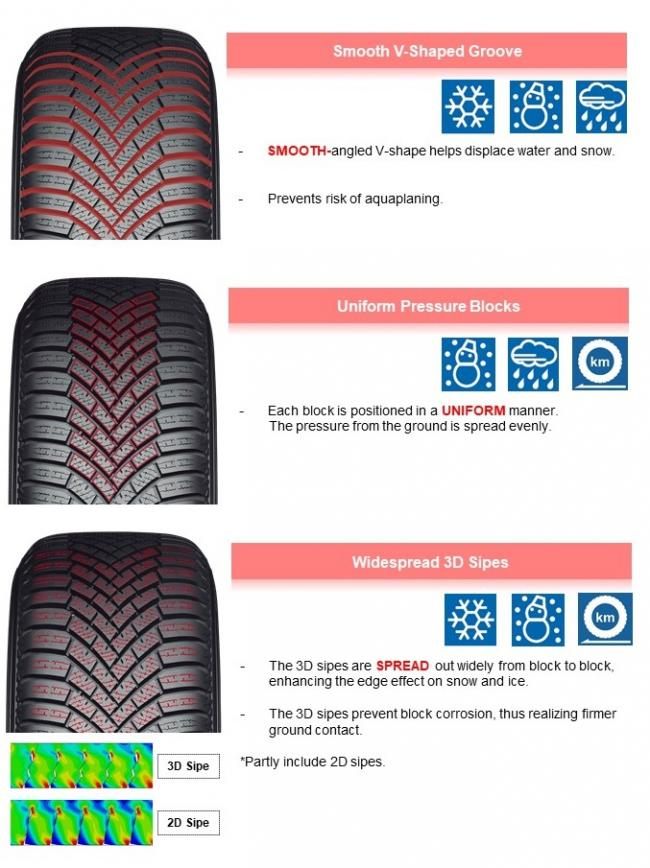 Smooth V-Shaped Groove
- SMOOTH-angled V-shape helps displace water and snow.
- Prevents risk of aquaplaning.
Uniform Pressure Blocks
km
- Each block is positioned in a UNIFORM manner.
The pressure from the ground is spread evenly.
Widespread 3D Sipes
km
- The 3D sipes are SPREAD out widely from block to block,
enhancing the edge effect on snow and ice.
- The 3D sipes prevent block corrosion, thus realizing firmer
ground contact.
*Partly include 2D sipes.
3D Sipe
2D Sipe